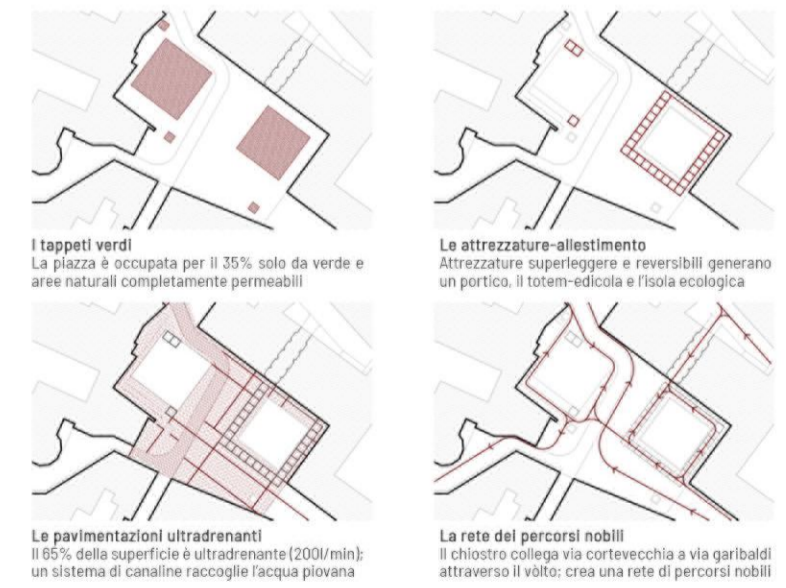 I tappeti verdi
La piazza è occupata per il 35% solo da verde e
aree naturali completamente permeabili
Le attrezzature-allestimento
Attrezzature superleggere e reversibili generano
un portico, il totem-edicola e l'isola ecologica
Le pavimentazioni ultradrenanti
Il 65% della superficie è ultradrenante (200l/min);
un sistema di canaline raccoglie l'acqua piovana
La rete dei percorsi nobili
Il chiostro collega via cortevecchia a via garibaldi
attraverso il vòlto; crea una rete di percorsi nobili